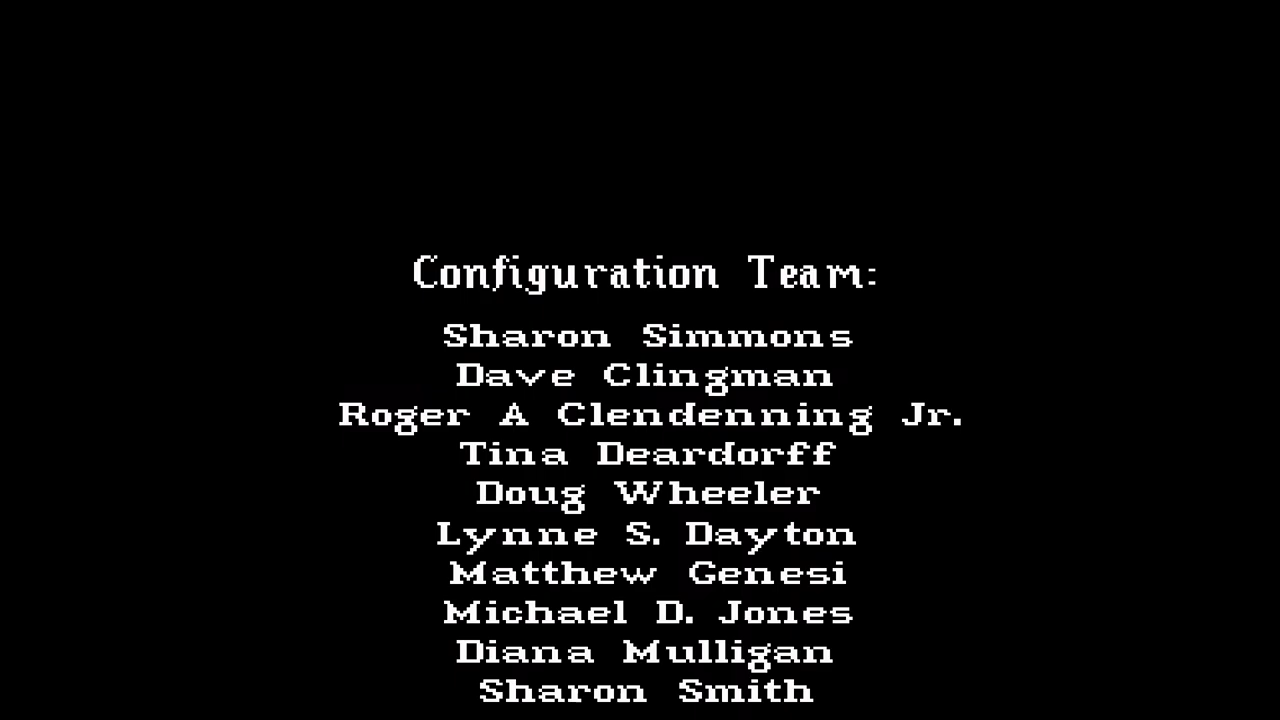 Configuration Team:
Sharon Simmons
Dave Clingman
Roger A Clendenning Jr.
Tina Deardorff
Doug Wheeler
Lynne S. Dayton
Matthew Genesi
Michael D. Jones
Diana Mulligan
Sharon Smith